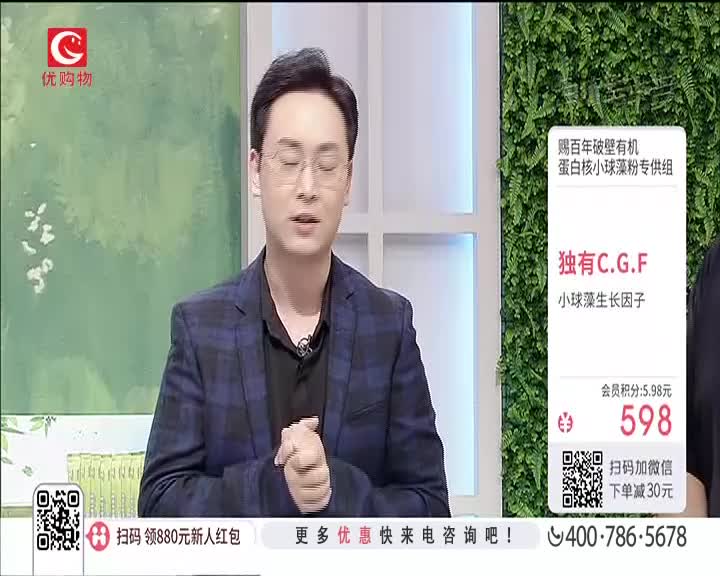 优购物
赐百年破壁有机
蛋白核小球藻粉专供组
独有C.G.F
小球藻生长因子
会员积分:5.98元
598
扫码加微信
下单减30元
扫码 领880元新人红包
更多优惠快来电咨询吧！
400-786-5678